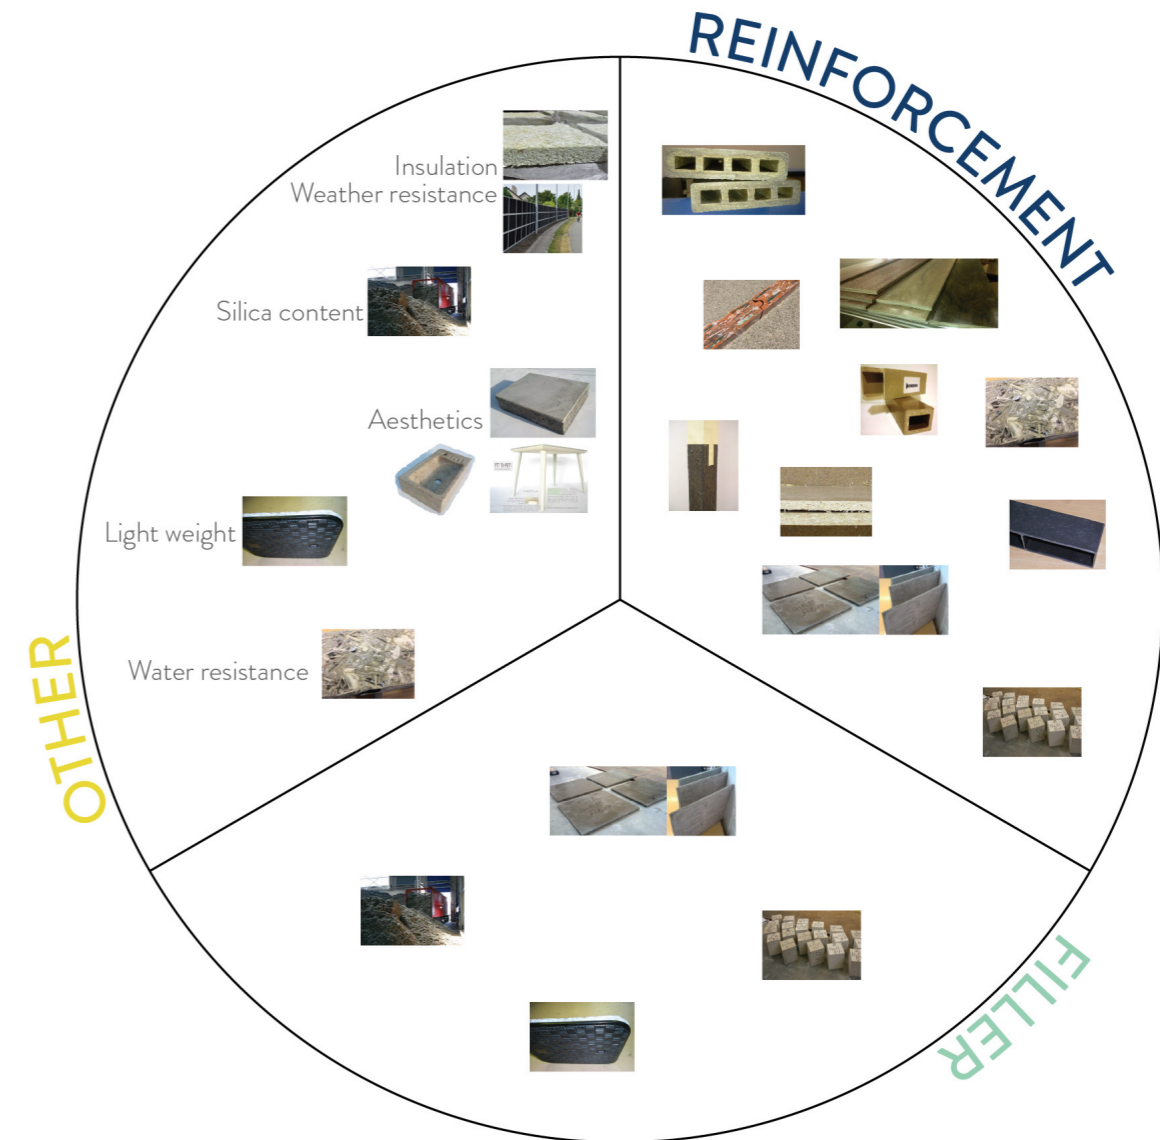 REINFORCEMENT
Insulation
Weather resistance
Silica content
Aesthetics
Light weight
Water resistance
OTHER
FILLER